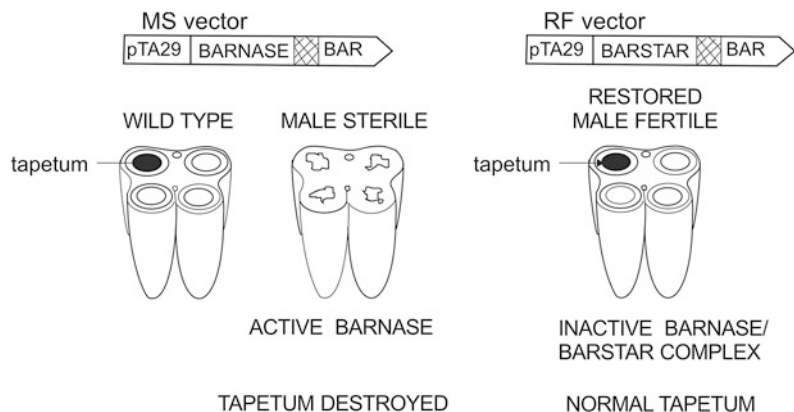 MS vector
pTA29 BARNASE BAR
RF vector
pTA29 BARSTAR BAR
WILD TYPE
MALE STERILE
RESTORED
MALE FERTILE
tapetum
tapetum
ACTIVE BARNASE
INACTIVE BARNASE/
BARSTAR COMPLEX
TAPETUM DESTROYED
NORMAL TAPETUM